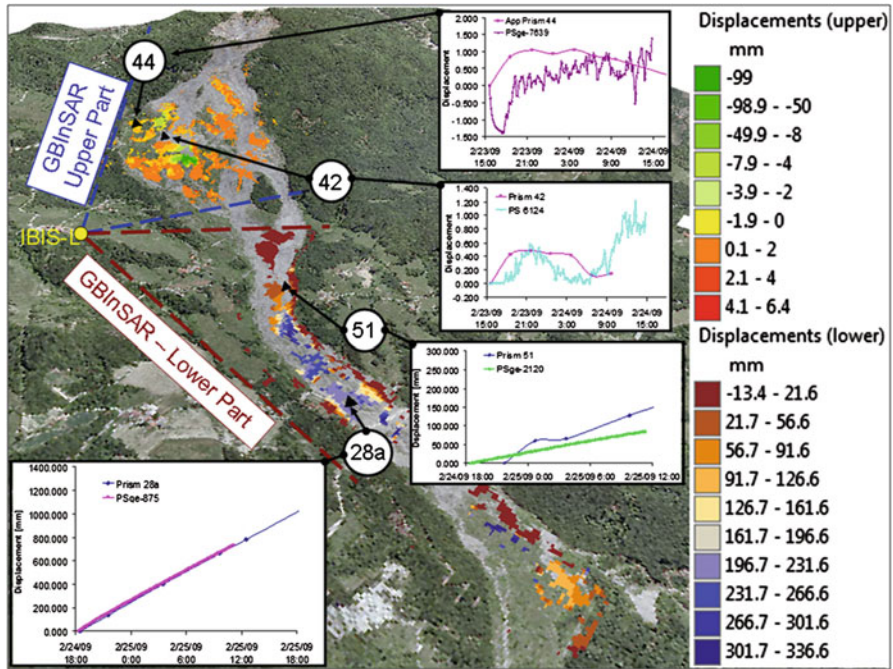 44
GBInSAR
Upper Part
42
IBIS-L
GBInSAR – Lower Part
51
28a
1.500
2.000
1.000
App Prism 44
PSge-7639
0.500
0.000
-0.500
-1.000
-1.500
Displacement
2/23/09 2/23/09 2/24/09 2/24/09 2/24/09
15:00 21:00 3:00 9:00 15:00
1.400
1.200
1.000
0.800
0.600
0.400
0.200
0.000
-0.200
Prism 42
PS 6124
Displacement
2/23/09 2/23/09 2/24/09 2/24/09 2/24/09
15:00 21:00 3:00 9:00 15:00
300.000
250.000
200.000
150.000
100.000
50.000
0.000
Prism 51
PSge-2120
Displacement [mm]
2/24/09 18:00 2/25/09 0:00 2/25/09 6:00 2/25/09 12:00
1400.000
1200.000
1000.000
800.000
600.000
400.000
200.000
0.000
Prism 28a
PSge-875
Displacement [mm]
2/24/09 2/25/09 2/25/09 2/25/09 2/25/09
18:00 0:00 6:00 12:00 18:00
Displacements (upper)
mm
-99
-98.9 - -50
-49.9 - -8
-7.9 - -4
-3.9 - -2
-1.9 - 0
0.1 - 2
2.1 - 4
4.1 - 6.4
Displacements (lower)
mm
-13.4 - 21.6
21.7 - 56.6
56.7 - 91.6
91.7 - 126.6
126.7 - 161.6
161.7 - 196.6
196.7 - 231.6
231.7 - 266.6
266.7 - 301.6
301.7 - 336.6